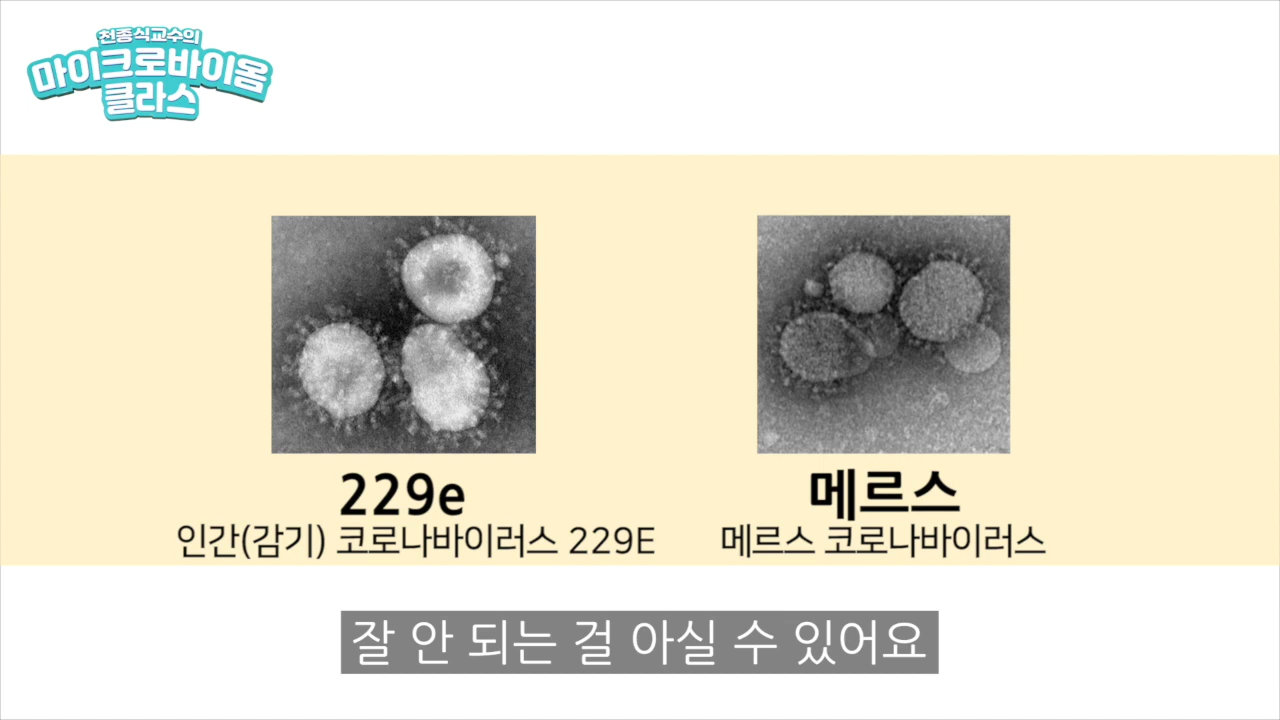 천종식교수의
마이크로바이옴
클라스
229e
인간(감기) 코로나바이러스 229E
메르스
메르스 코로나바이러스
잘 안 되는 걸 아실 수 있어요